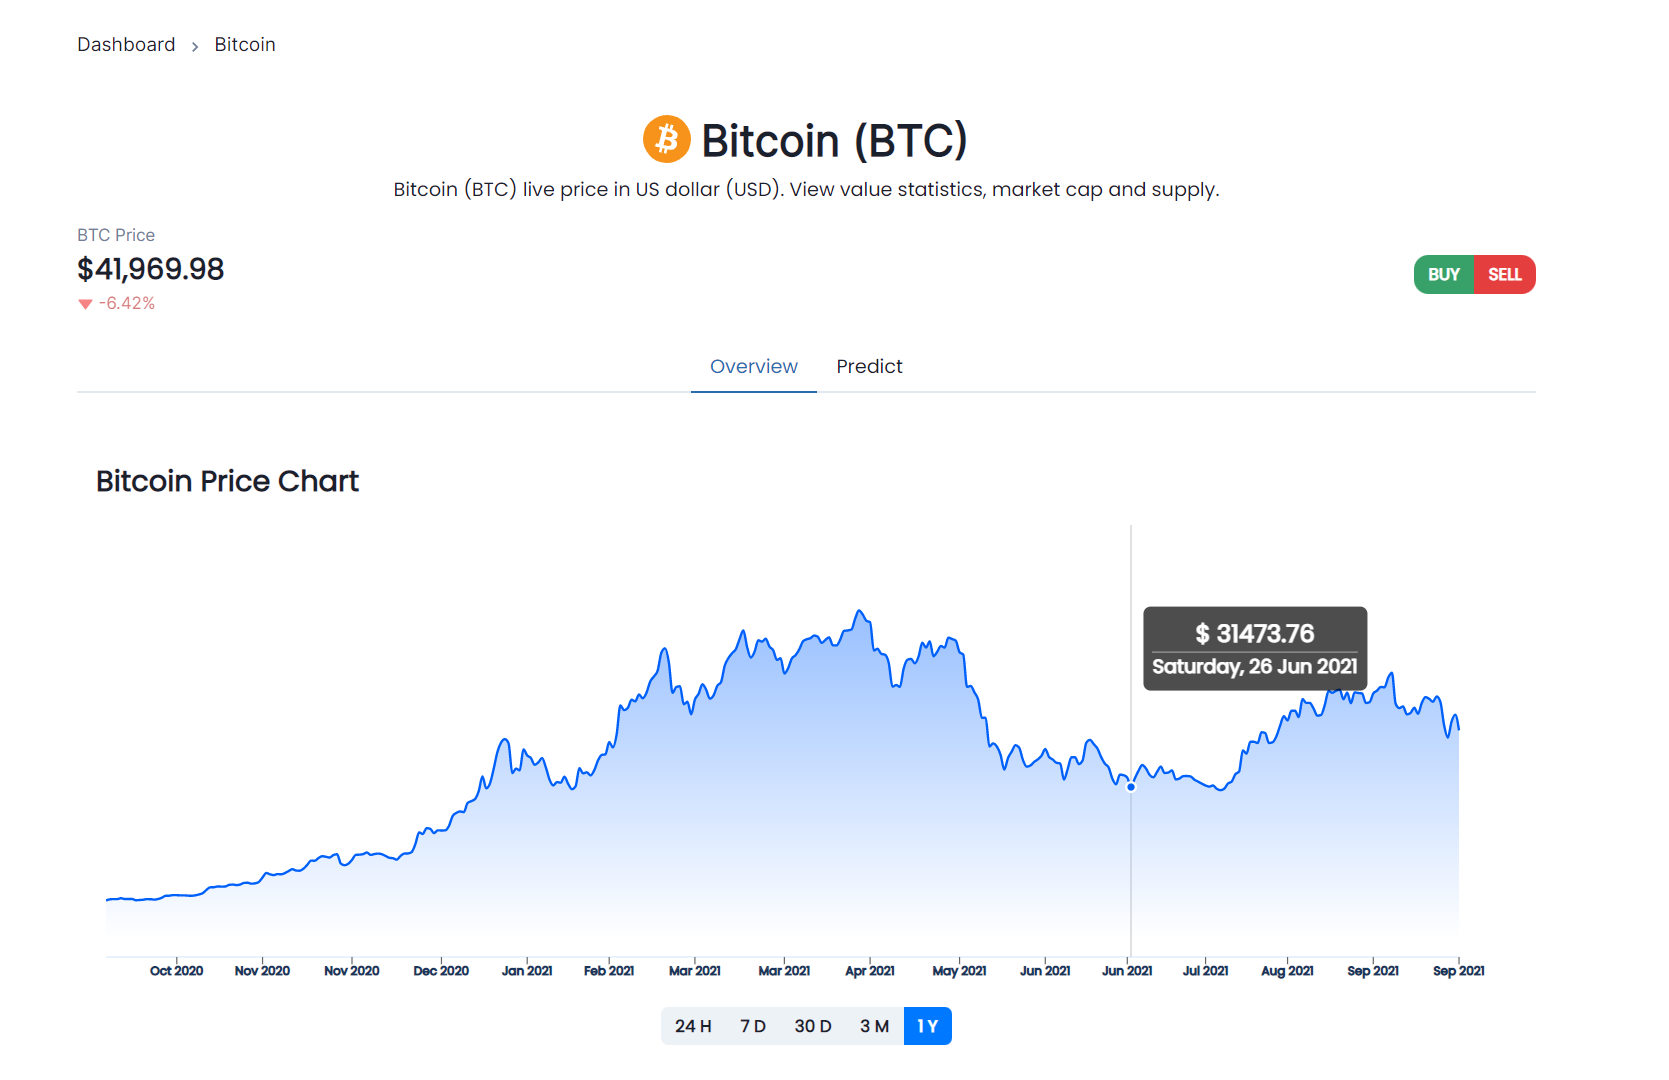 Dashboard > Bitcoin
Bitcoin (BTC)
Bitcoin (BTC) live price in US dollar (USD). View value statistics, market cap and supply.
BTC Price
$41,969.98
-6.42%
BUY SELL
Overview Predict
Bitcoin Price Chart
$ 31473.76
Saturday, 26 Jun 2021
Oct 2020 Nov 2020 Nov 2020 Dec 2020 Jan 2021 Feb 2021 Mar 2021 Mar 2021 Apr 2021 May 2021 Jun 2021 Jun 2021 Jul 2021 Aug 2021 Sep 2021 Sep 2021
24 H 7 D 30 D 3 M 1 Y